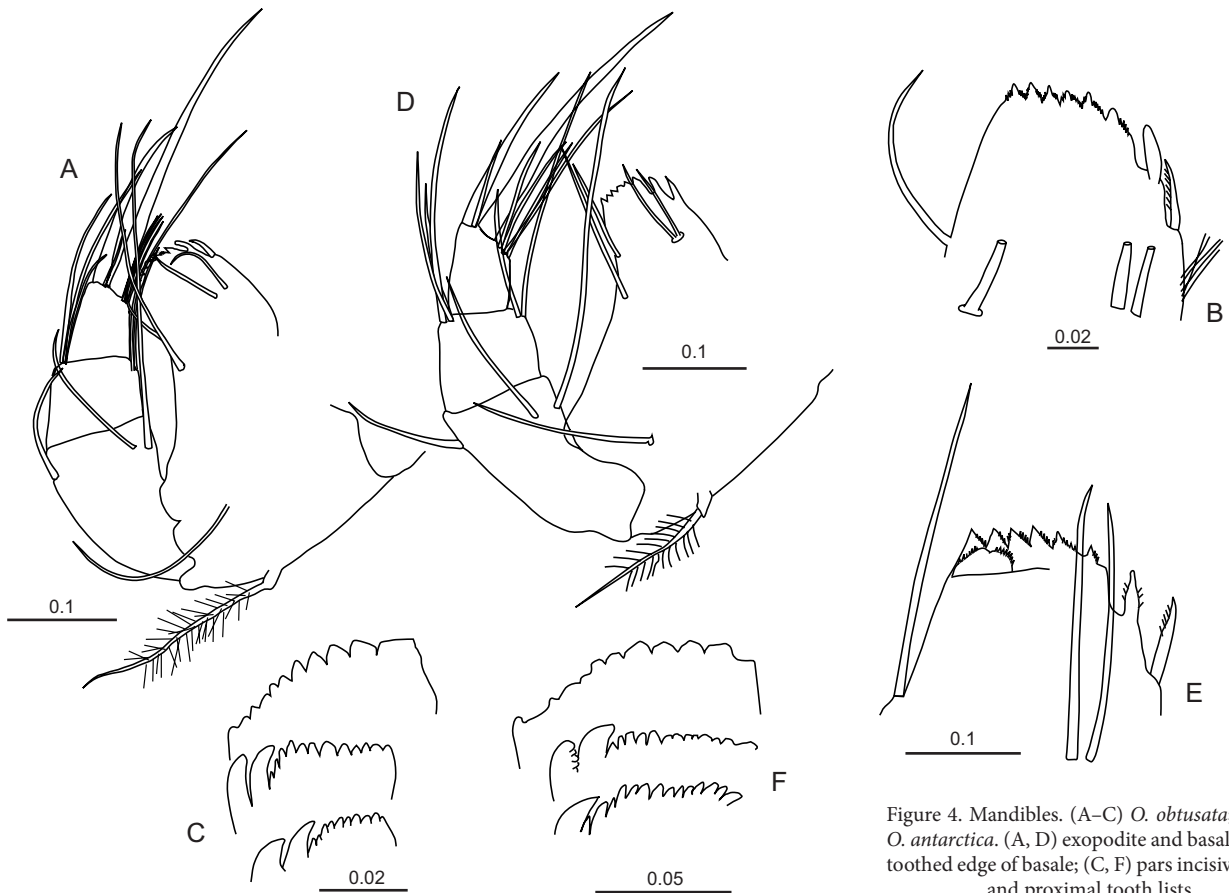 A
D
B
0.02
0.1
0.1
E
0.1
C
F
0.02
0.05
Figure 4. Mandibles. (A–C) O. obtusata
O. antarctica. (A, D) exopodite and basal
toothed edge of basale; (C, F) pars incisiv
and proximal tooth lists